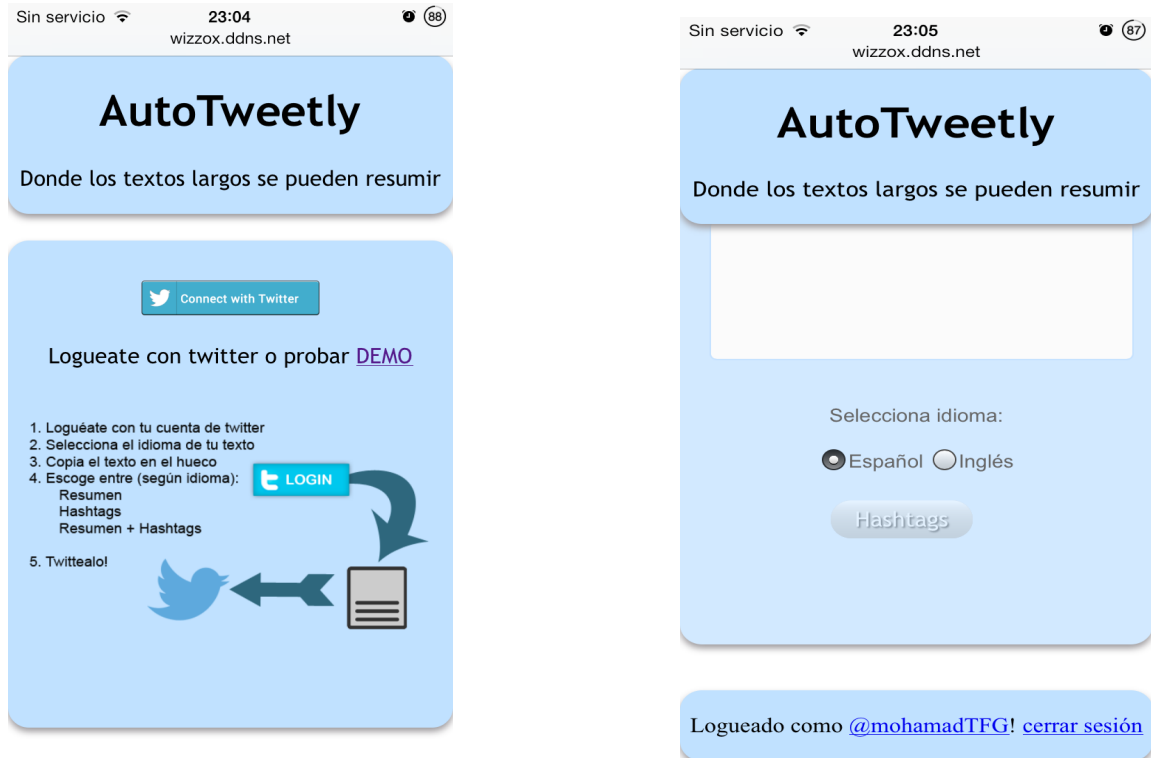 Sin servicio 23:04 88
wizzox.ddns.net
AutoTweetly
Donde los textos largos se pueden resumir
Connect with Twitter
Logueate con twitter o probar DEMO
1. Loguéate con tu cuenta de twitter
2. Selecciona el idioma de tu texto
3. Copia el texto en el hueco
4. Escoge entre (según idioma):
Resumen
Hashtags
Resumen + Hashtags
5. Twittealo!
LOGIN
Sin servicio 23:05 87
wizzox.ddns.net
AutoTweetly
Donde los textos largos se pueden resumir
Selecciona idioma:
Español Inglés
Hashtags
Logueado como @mohamadTFG! cerrar sesión